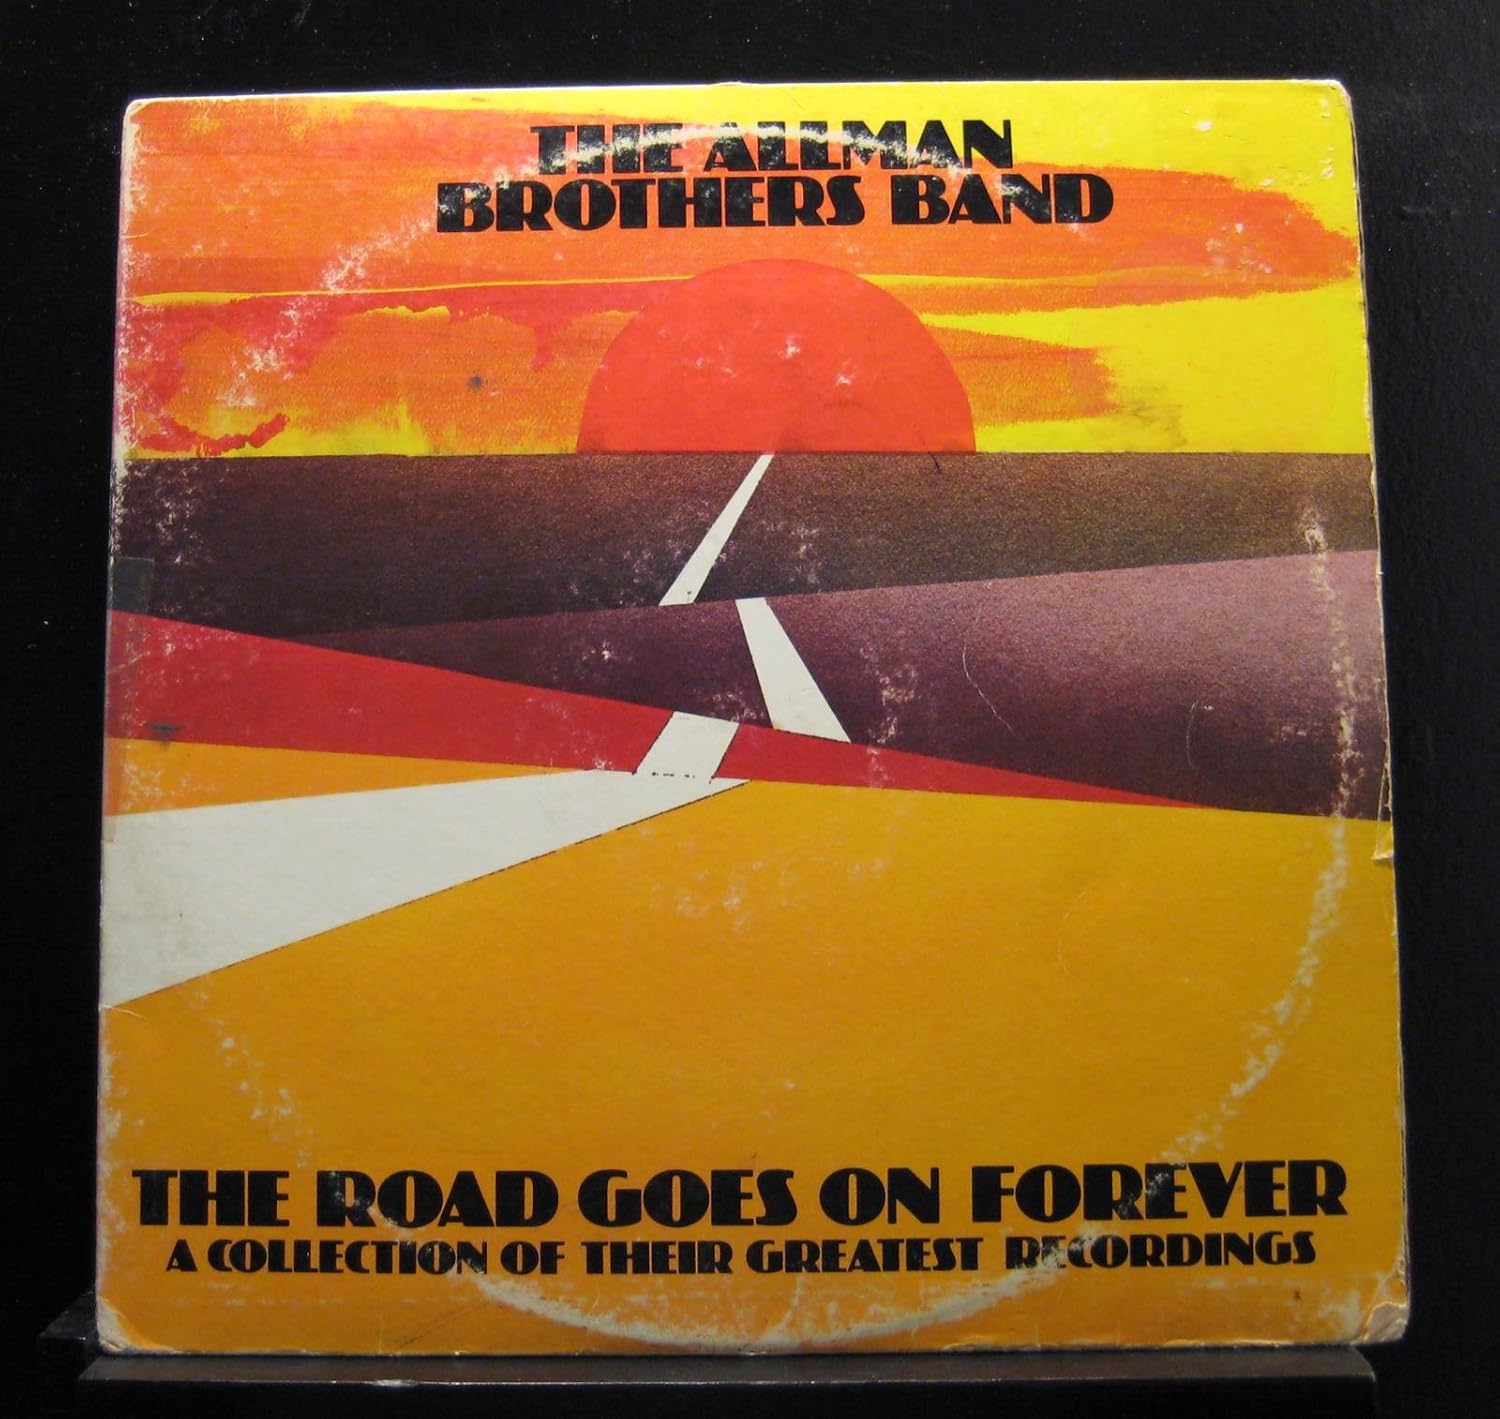 THE ALLMAN
BROTHERS BAND
THE ROAD GOES ON FOREVER
A COLLECTION OF THEIR GREATEST RECORDINGS